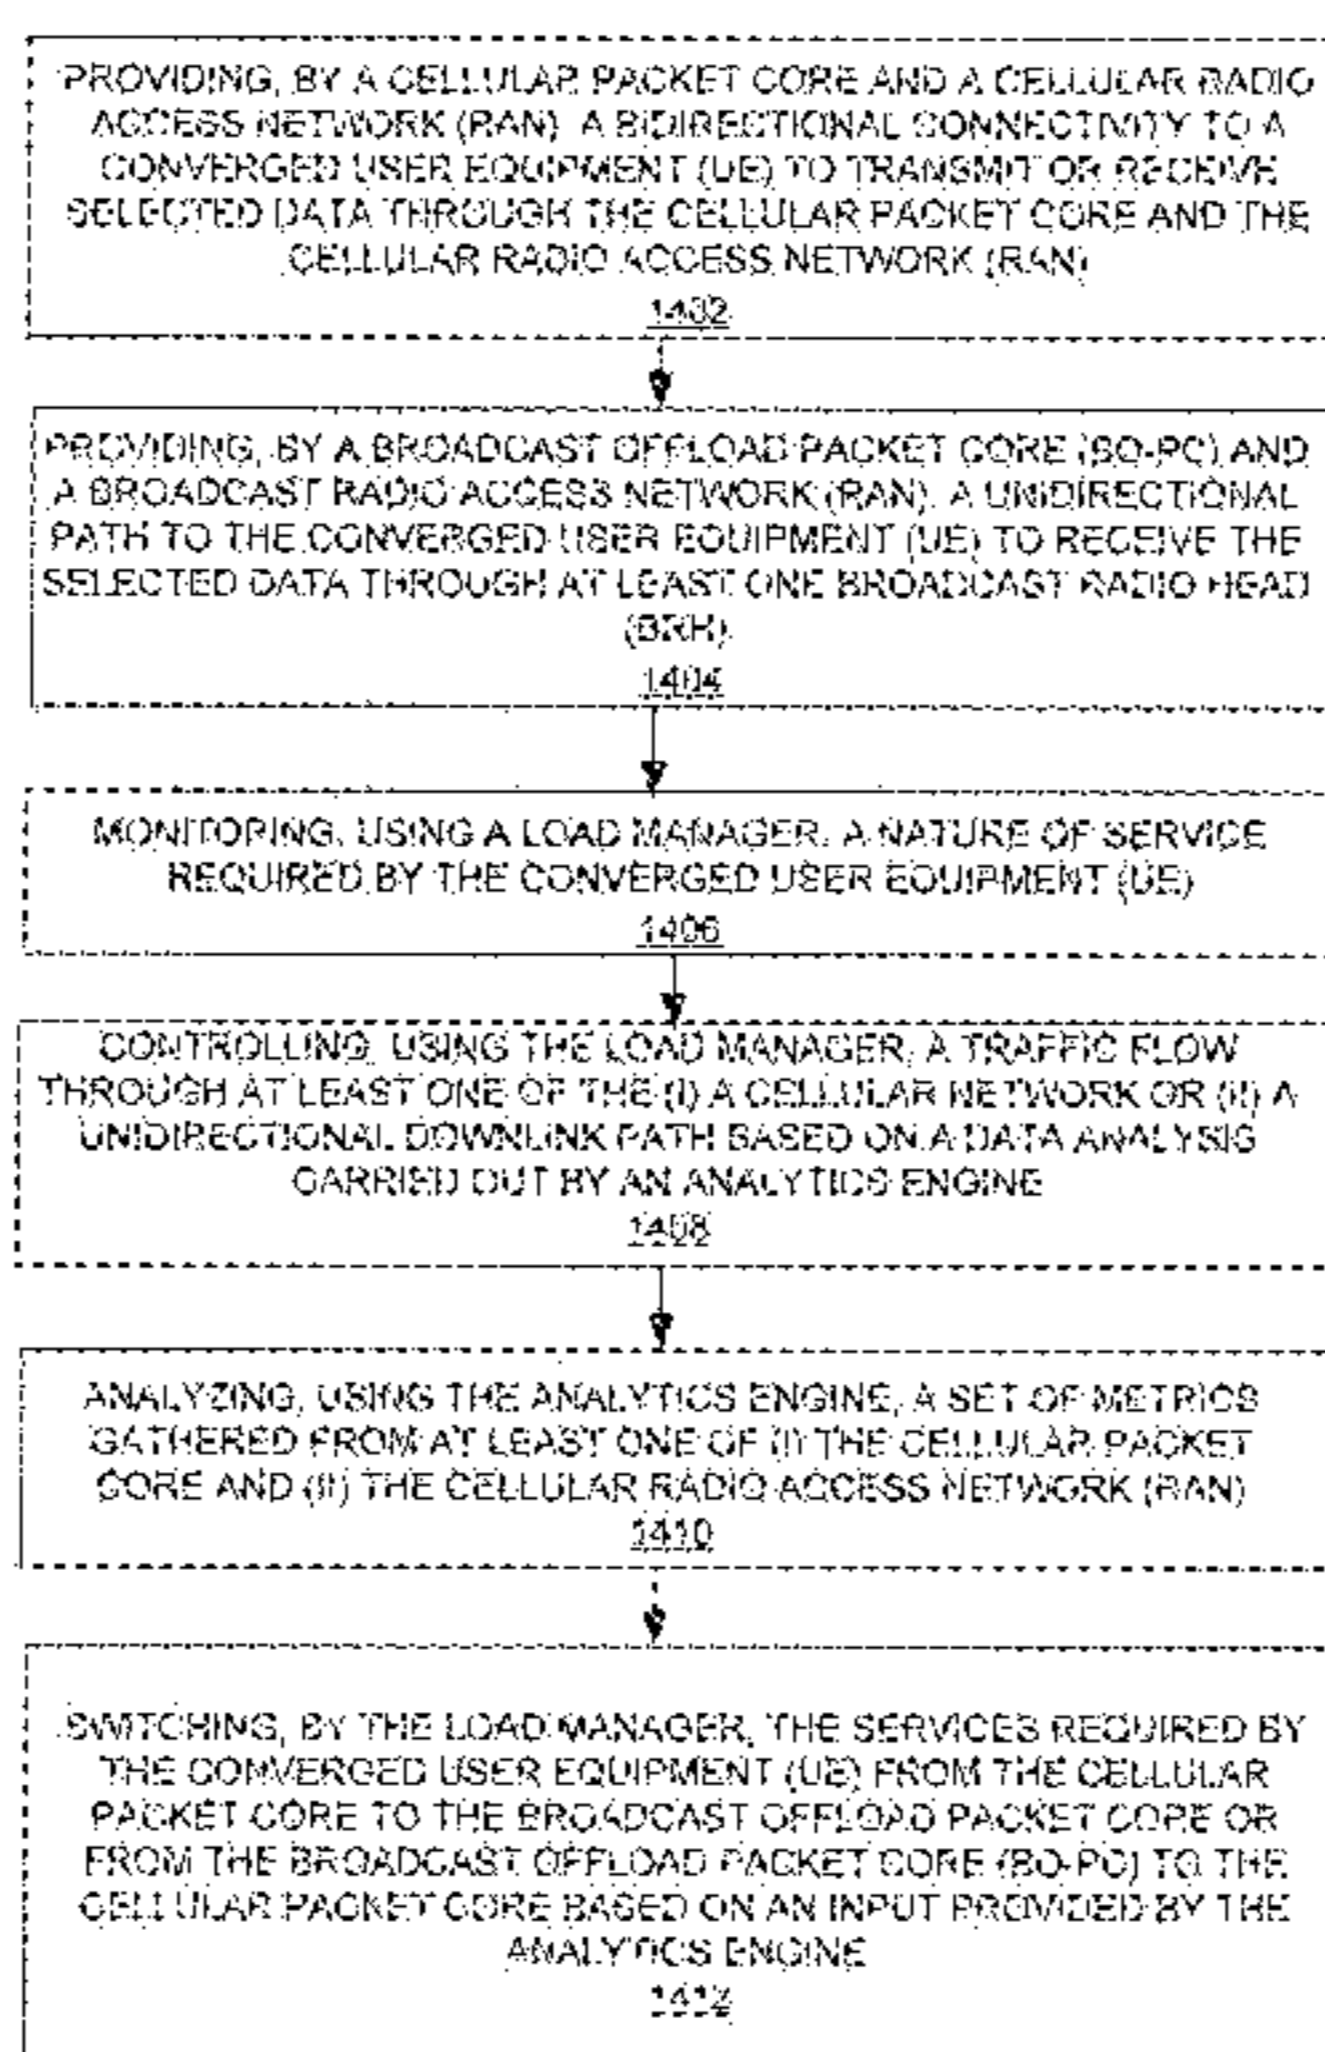 PROVIDING, BY A CELLULAR PACKET CORE AND A CELLULAR RADIO
ACCESS NETWORK (RAN), A BIDIRECTIONAL CONNECTIVITY TO A
CONVERGED USER EQUIPMENT (UE) TO TRANSMIT OR RECEIVE
SELECTED DATA THROUGH THE CELLULAR PACKET CORE AND THE
CELLULAR RADIO ACCESS NETWORK (RAN)
1402
PROVIDING, BY A BROADCAST OFFLOAD PACKET CORE (BO-PC) AND
A BROADCAST RADIO ACCESS NETWORK (RAN), A UNIDIRECTIONAL
PATH TO THE CONVERGED USER EQUIPMENT (UE) TO RECEIVE THE
SELECTED DATA THROUGH AT LEAST ONE BROADCAST RADIO HEAD
(BRH)
1404
MONITORING, USING A LOAD MANAGER, A NATURE OF SERVICE
REQUIRED BY THE CONVERGED USER EQUIPMENT (UE)
1406
CONTROLLING, USING THE LOAD MANAGER, A TRAFFIC FLOW
THROUGH AT LEAST ONE OF THE (I) A CELLULAR NETWORK OR (II) A
UNIDIRECTIONAL DOWNLINK PATH BASED ON A DATA ANALYSIS
CARRIED OUT BY AN ANALYTICS ENGINE
1408
ANALYZING, USING THE ANALYTICS ENGINE, A SET OF METRICS
GATHERED FROM AT LEAST ONE OF (I) THE CELLULAR PACKET
CORE AND (II) THE CELLULAR RADIO ACCESS NETWORK (RAN)
1410
SWITCHING, BY THE LOAD MANAGER, THE SERVICES REQUIRED BY
THE CONVERGED USER EQUIPMENT (UE) FROM THE CELLULAR
PACKET CORE TO THE BROADCAST OFFLOAD PACKET CORE OR
FROM THE BROADCAST OFFLOAD PACKET CORE (BO-PC) TO THE
CELLULAR PACKET CORE BASED ON AN INPUT PROVIDED BY THE
ANALYTICS ENGINE
1412